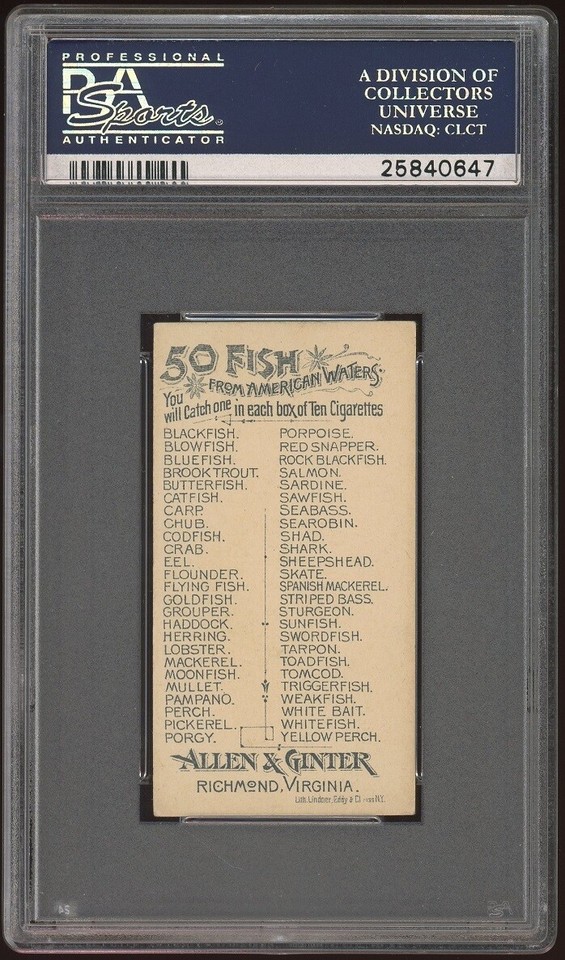 PROFESSIONAL
PSA
Sports
AUTHENTICATOR
A DIVISION OF
COLLECTORS
UNIVERSE
NASDAQ: CLCT
25840647
50 FISH
FROM AMERICAN WATERS.
You
will Catch one in each box of Ten Cigarettes
BLACKFISH.
BLOWFISH.
BLUEFISH.
BROOK TROUT.
BUTTERFISH.
CATFISH.
CARP.
CHUB.
CODFISH.
CRAB.
EEL.
FLOUNDER.
FLYING FISH.
GOLDFISH.
GROUPER.
HADDOCK.
HERRING.
LOBSTER.
MACKEREL.
MOONFISH.
MULLET.
PAMPANO.
PERCH.
PICKEREL.
PORGY.
PORPOISE.
RED SNAPPER.
ROCK BLACKFISH.
SALMON.
SARDINE.
SAWFISH.
SEABASS.
SEAROBIN.
SHAD.
SHARK.
SHEEPSHEAD.
SKATE.
SPANISH MACKEREL.
STRIPED BASS.
STURGEON.
SUNFISH.
SWORDFISH.
TARPON.
TOADFISH.
TOMCOD.
TRIGGERFISH.
WEAKFISH.
WHITE BAIT.
WHITEFISH.
YELLOW PERCH.
ALLEN & GINTER
RICHMOND, VIRGINIA.
Lith. Lindner, Eddy & Cl N.Y.